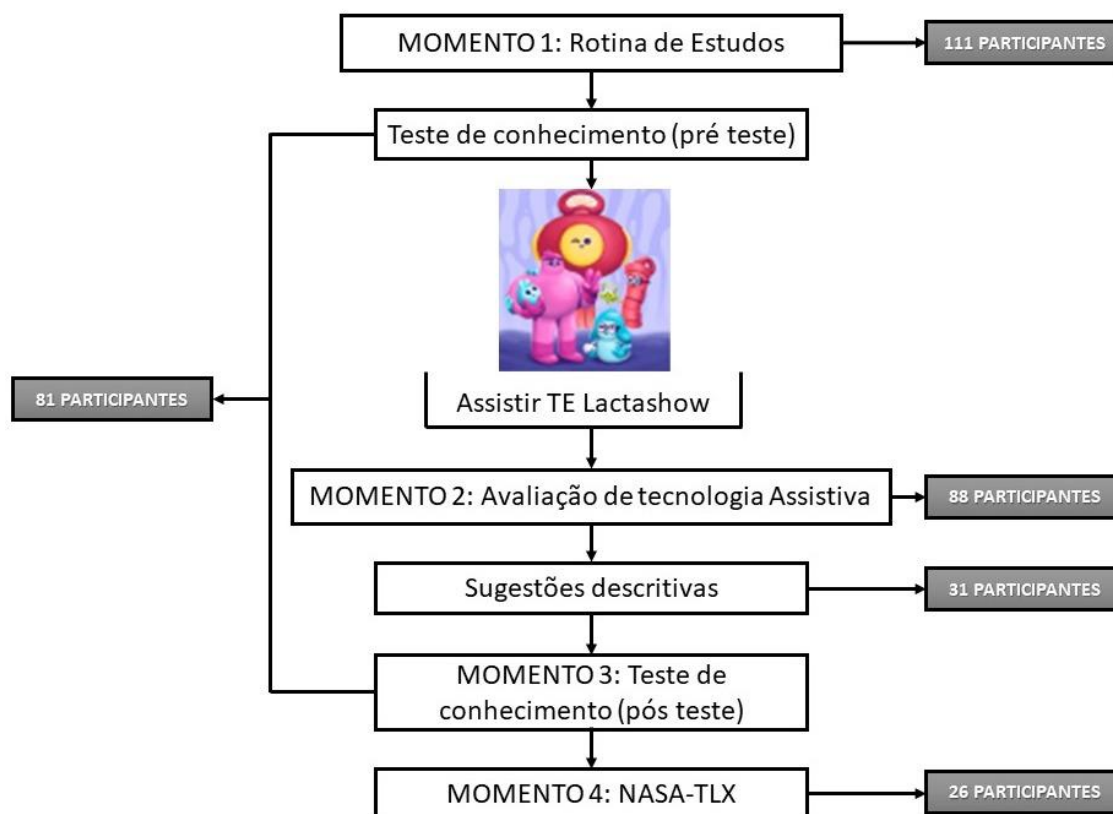 MOMENTO 1: Rotina de Estudos
111 PARTICIPANTES
Teste de conhecimento (pré teste)
81 PARTICIPANTES
Assistir TE Lactashow
MOMENTO 2: Avaliação de tecnologia Assistiva
88 PARTICIPANTES
Sugestões descritivas
31 PARTICIPANTES
MOMENTO 3: Teste de
conhecimento (pós teste)
MOMENTO 4: NASA-TLX
26 PARTICIPANTES